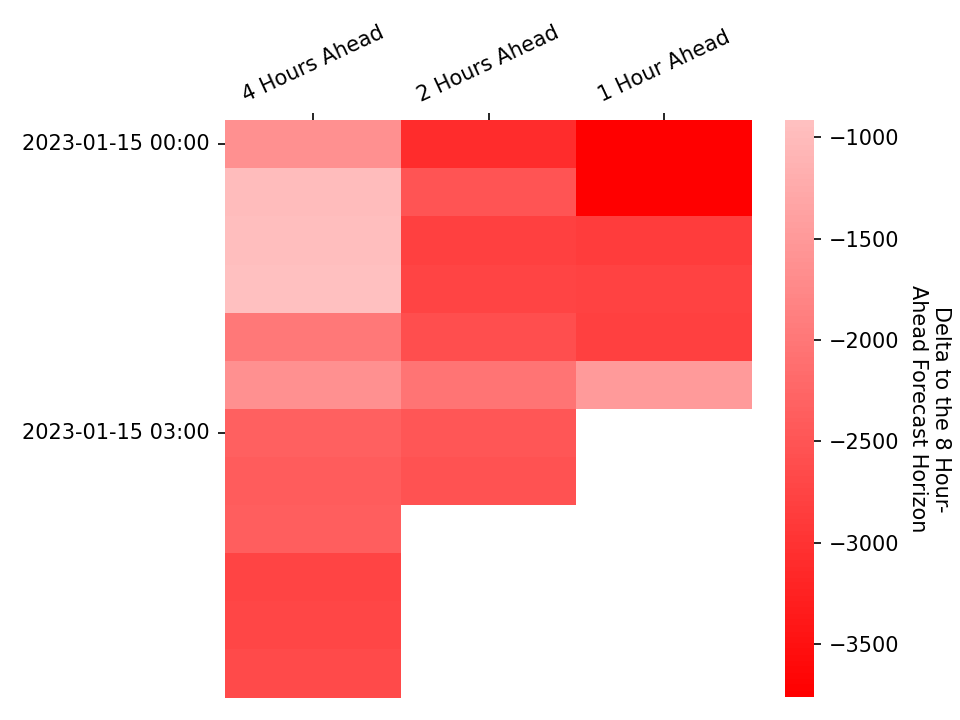 4 Hours Ahead
2 Hours Ahead
1 Hour Ahead
2023-01-15 00:00
2023-01-15 03:00
−1000
−1500
−2000
−2500
−3000
−3500
Delta to the 8 Hour-
Ahead Forecast Horizon